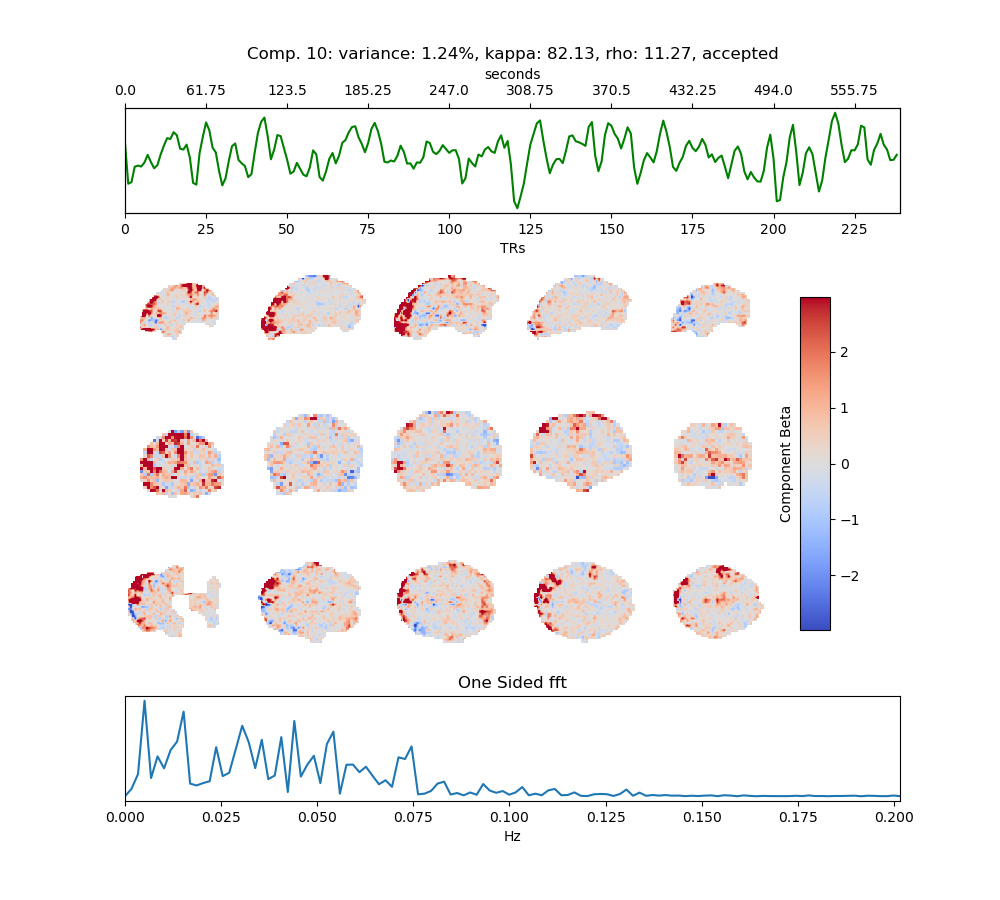 Comp. 10: variance: 1.24%, kappa: 82.13, rho: 11.27, accepted
seconds
0.0 61.75 123.5 185.25 247.0 308.75 370.5 432.25 494.0 555.75
0 25 50 75 100 125 150 175 200 225
TRs
2
1
0
−1
−2
Component Beta
One Sided fft
0.000 0.025 0.050 0.075 0.100 0.125 0.150 0.175 0.200
Hz